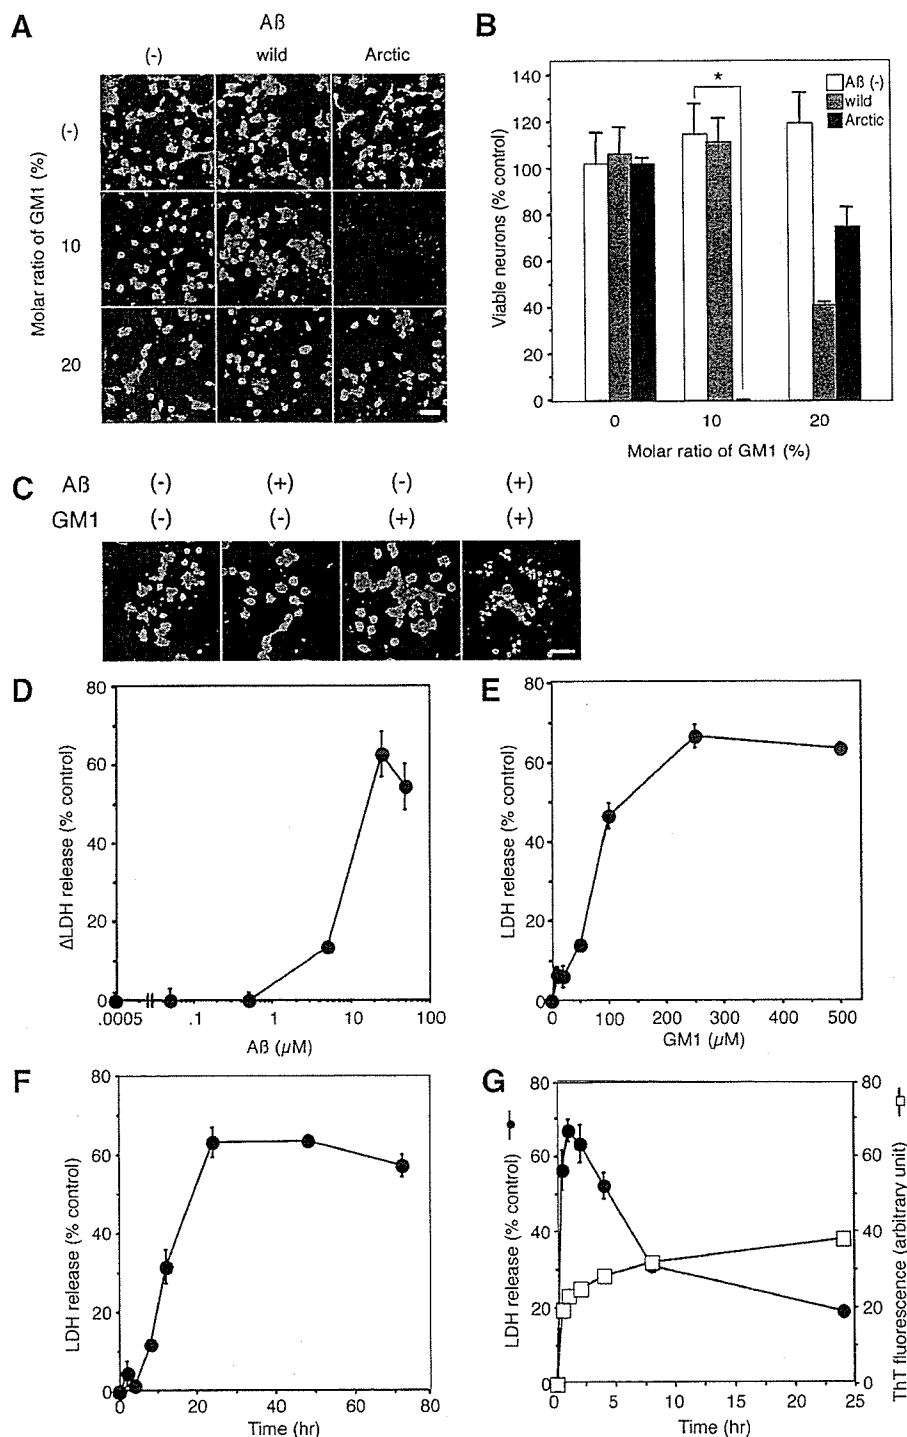 A
Aß
(-)
wild
Arctic
Molar ratio of GM1 (%)
(-)
10
20
B
Viable neurons (% control)
140
120
100
80
60
40
20
0
*
Aß (-)
wild
Arctic
0
10
20
Molar ratio of GM1 (%)
C
Aß
(-)
(+)
(-)
(+)
GM1
(-)
(-)
(+)
(+)
D
ΔLDH release (% control)
80
60
40
20
0
.0005
.1
1
10
100
Aß (µM)
E
LDH release (% control)
80
60
40
20
0
0
100
200
300
400
500
GM1 (µM)
F
LDH release (% control)
80
60
40
20
0
0
20
40
60
80
Time (hr)
G
LDH release (% control)
80
60
40
20
0
80
60
40
20
0
ThT fluorescence (arbitrary unit)
0
5
10
15
20
25
Time (hr)